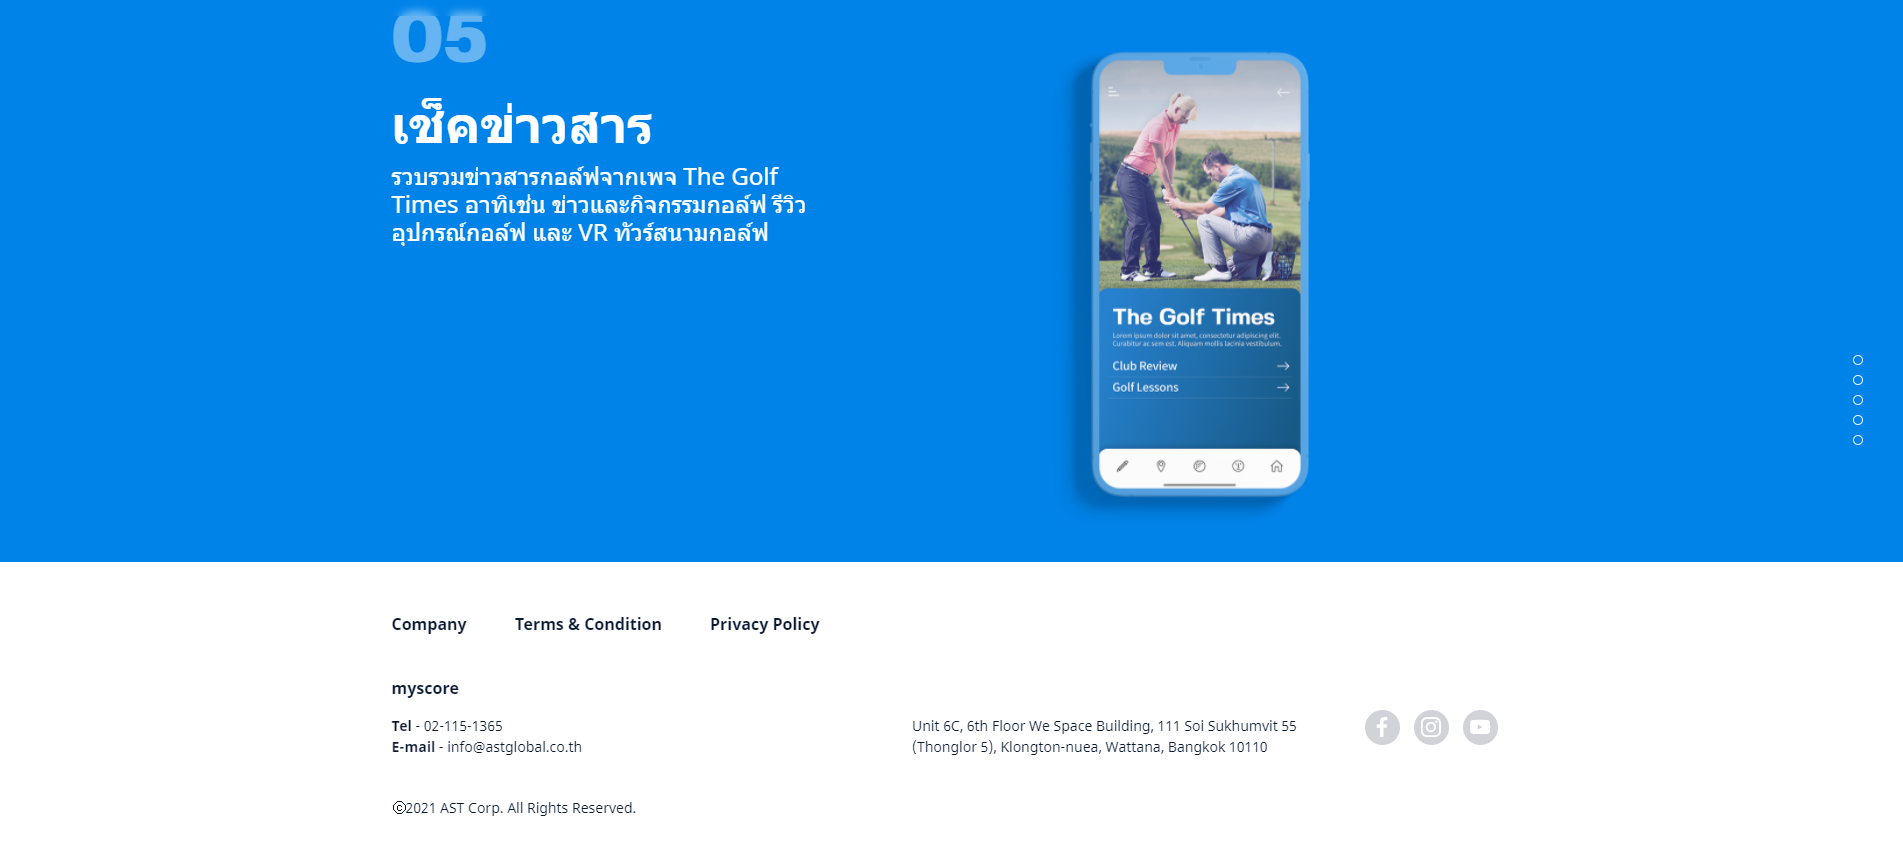 05
เช็คข่าวสาร
รวบรวมข่าวสารกอล์ฟจากเพจ The Golf
Times อาทิเช่น ข่าวและกิจกรรมกอล์ฟ รีวิว
อุปกรณ์กอล์ฟ และ VR ทัวร์สนามกอล์ฟ
The Golf Times
Lorem ipsum dolor sit amet, consectetur adipiscing elit.
Curabitur ac sem est. Aliquam mollis lacinia vestibulum.
Club Review
Golf Lessons
Company Terms & Condition Privacy Policy
myscore
Tel - 02-115-1365
E-mail - info@astglobal.co.th
Unit 6C, 6th Floor We Space Building, 111 Soi Sukhumvit 55
(Thonglor 5), Klongton-nuea, Wattana, Bangkok 10110
©2021 AST Corp. All Rights Reserved.